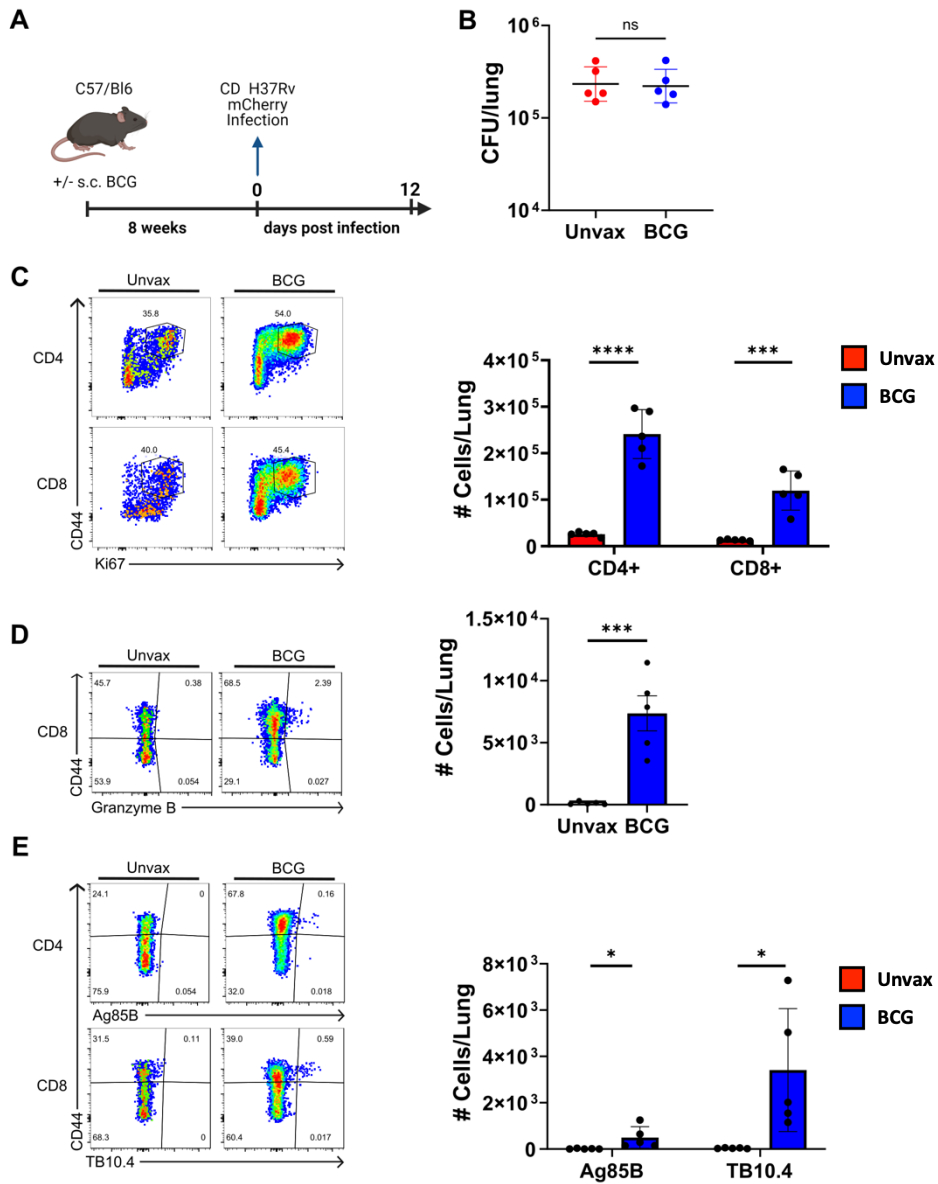 A
C57/Bl6
+/- s.c. BCG
CD H37Rv
mCherry
Infection
0
12
8 weeks
days post infection
B
ns
CFU/lung
10⁶
10⁵
10⁴
Unvax
BCG
C
Unvax
BCG
CD4
35.8
54.0
CD8
40.0
45.4
CD44
Ki67
# Cells/Lung
4×10⁵
3×10⁵
2×10⁵
1×10⁵
0
****
***
CD4+
CD8+
Unvax
BCG
D
Unvax
BCG
CD8
CD44
45.7
0.38
53.9
0.054
68.5
2.39
29.1
0.027
Granzyme B
# Cells/Lung
1.5×10⁴
1×10⁴
5×10³
0
***
Unvax
BCG
E
Unvax
BCG
CD4
24.1
0
75.9
0.054
67.8
0.16
32.0
0.018
Ag85B
CD8
CD44
31.5
0.11
68.3
0
39.0
0.59
60.4
0.017
TB10.4
# Cells/Lung
8×10³
6×10³
4×10³
2×10³
0
*
*
Ag85B
TB10.4
Unvax
BCG